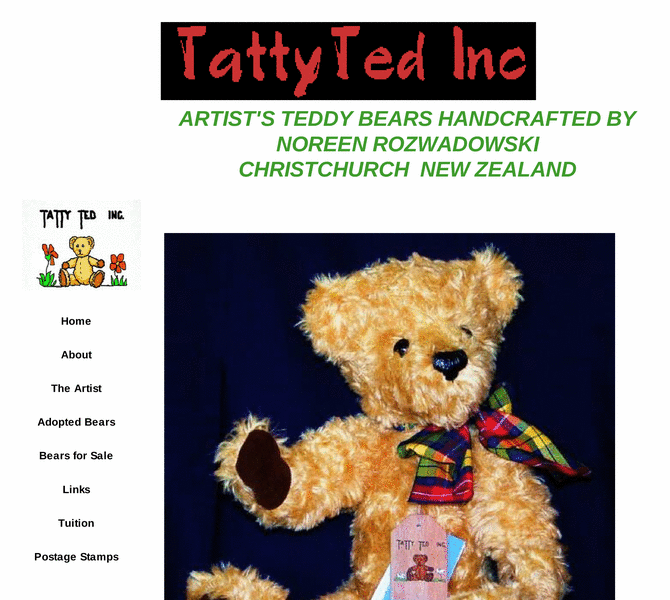 TattyTed Inc
ARTIST'S TEDDY BEARS HANDCRAFTED BY
NOREEN ROZWADOWSKI
CHRISTCHURCH NEW ZEALAND
TATTY TED INC.
Home
About
The Artist
Adopted Bears
Bears for Sale
Links
Tuition
Postage Stamps
TATTY TED INC.